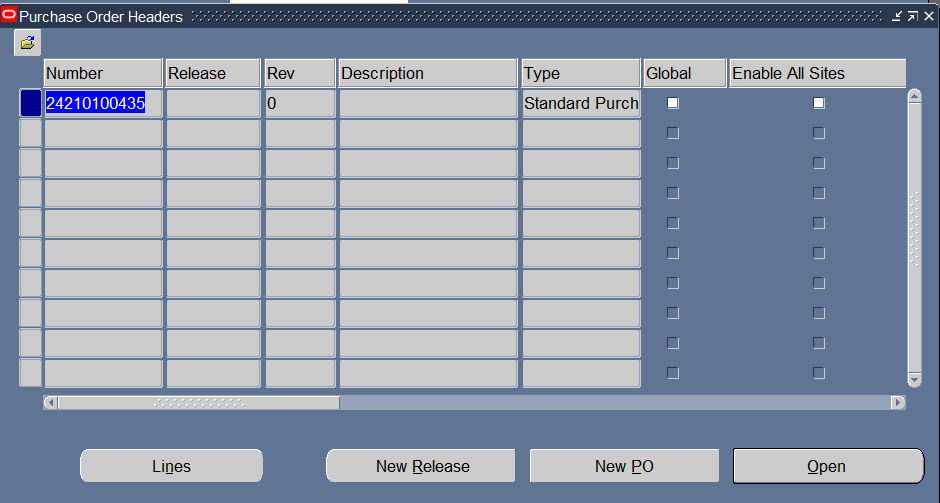 Purchase Order Headers
Number Release Rev Description Type Global Enable All Sites
24210100435 0 Standard Purch
Lines New Release New PO Open